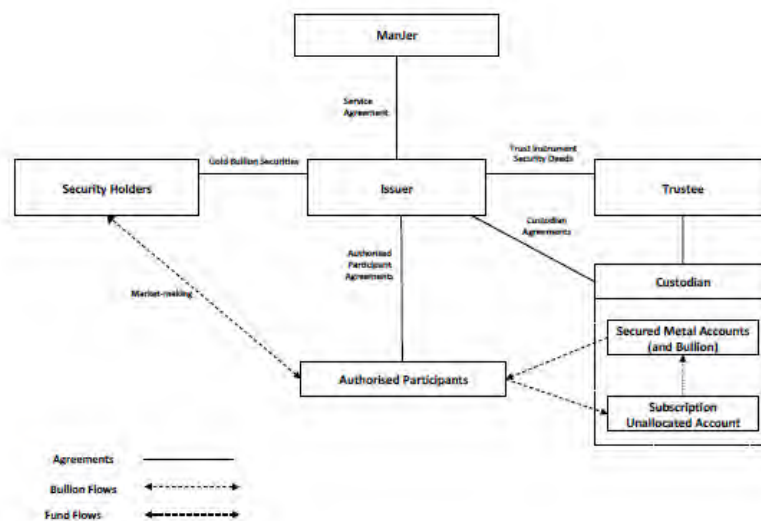 ManJer
Service
Agreement
Gold Bullion Securities
Trust Instrument
Security Deeds
Security Holders
Issuer
Trustee
Custodian
Agreements
Authorised
Participant
Agreements
Custodian
Market-making
Secured Metal Accounts
(and Bullion)
Authorised Participants
Subscription
Unallocated Account
Agreements
Bullion Flows
Fund Flows